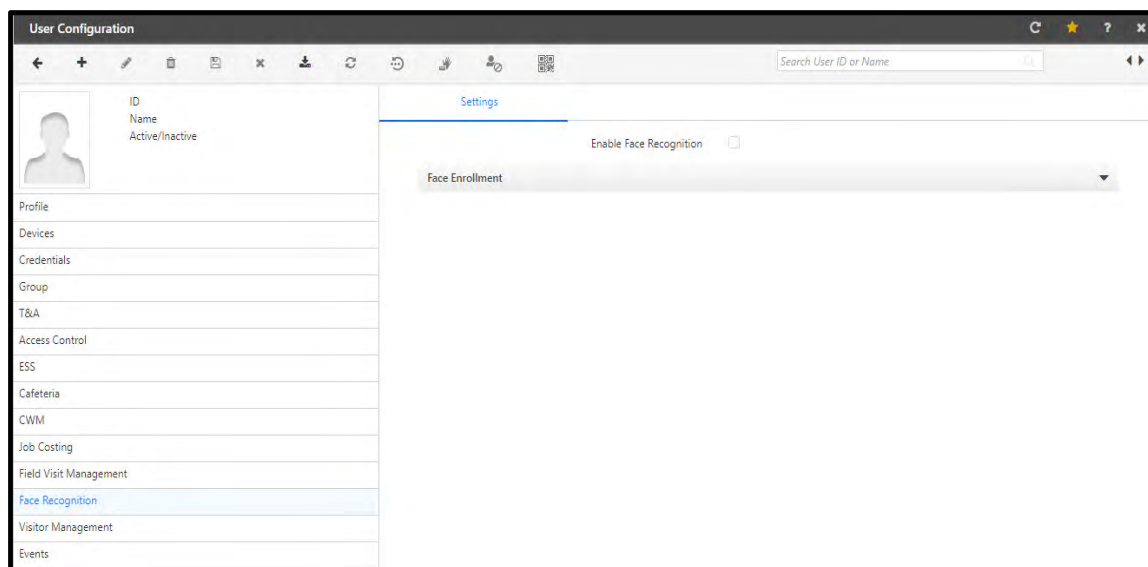 User Configuration
?
Search User ID or Name
ID
Name
Active/Inactive
Settings
Enable Face Recognition
Face Enrollment
Profile
Devices
Credentials
Group
T&A
Access Control
ESS
Cafeteria
CWM
Job Costing
Field Visit Management
Face Recognition
Visitor Management
Events